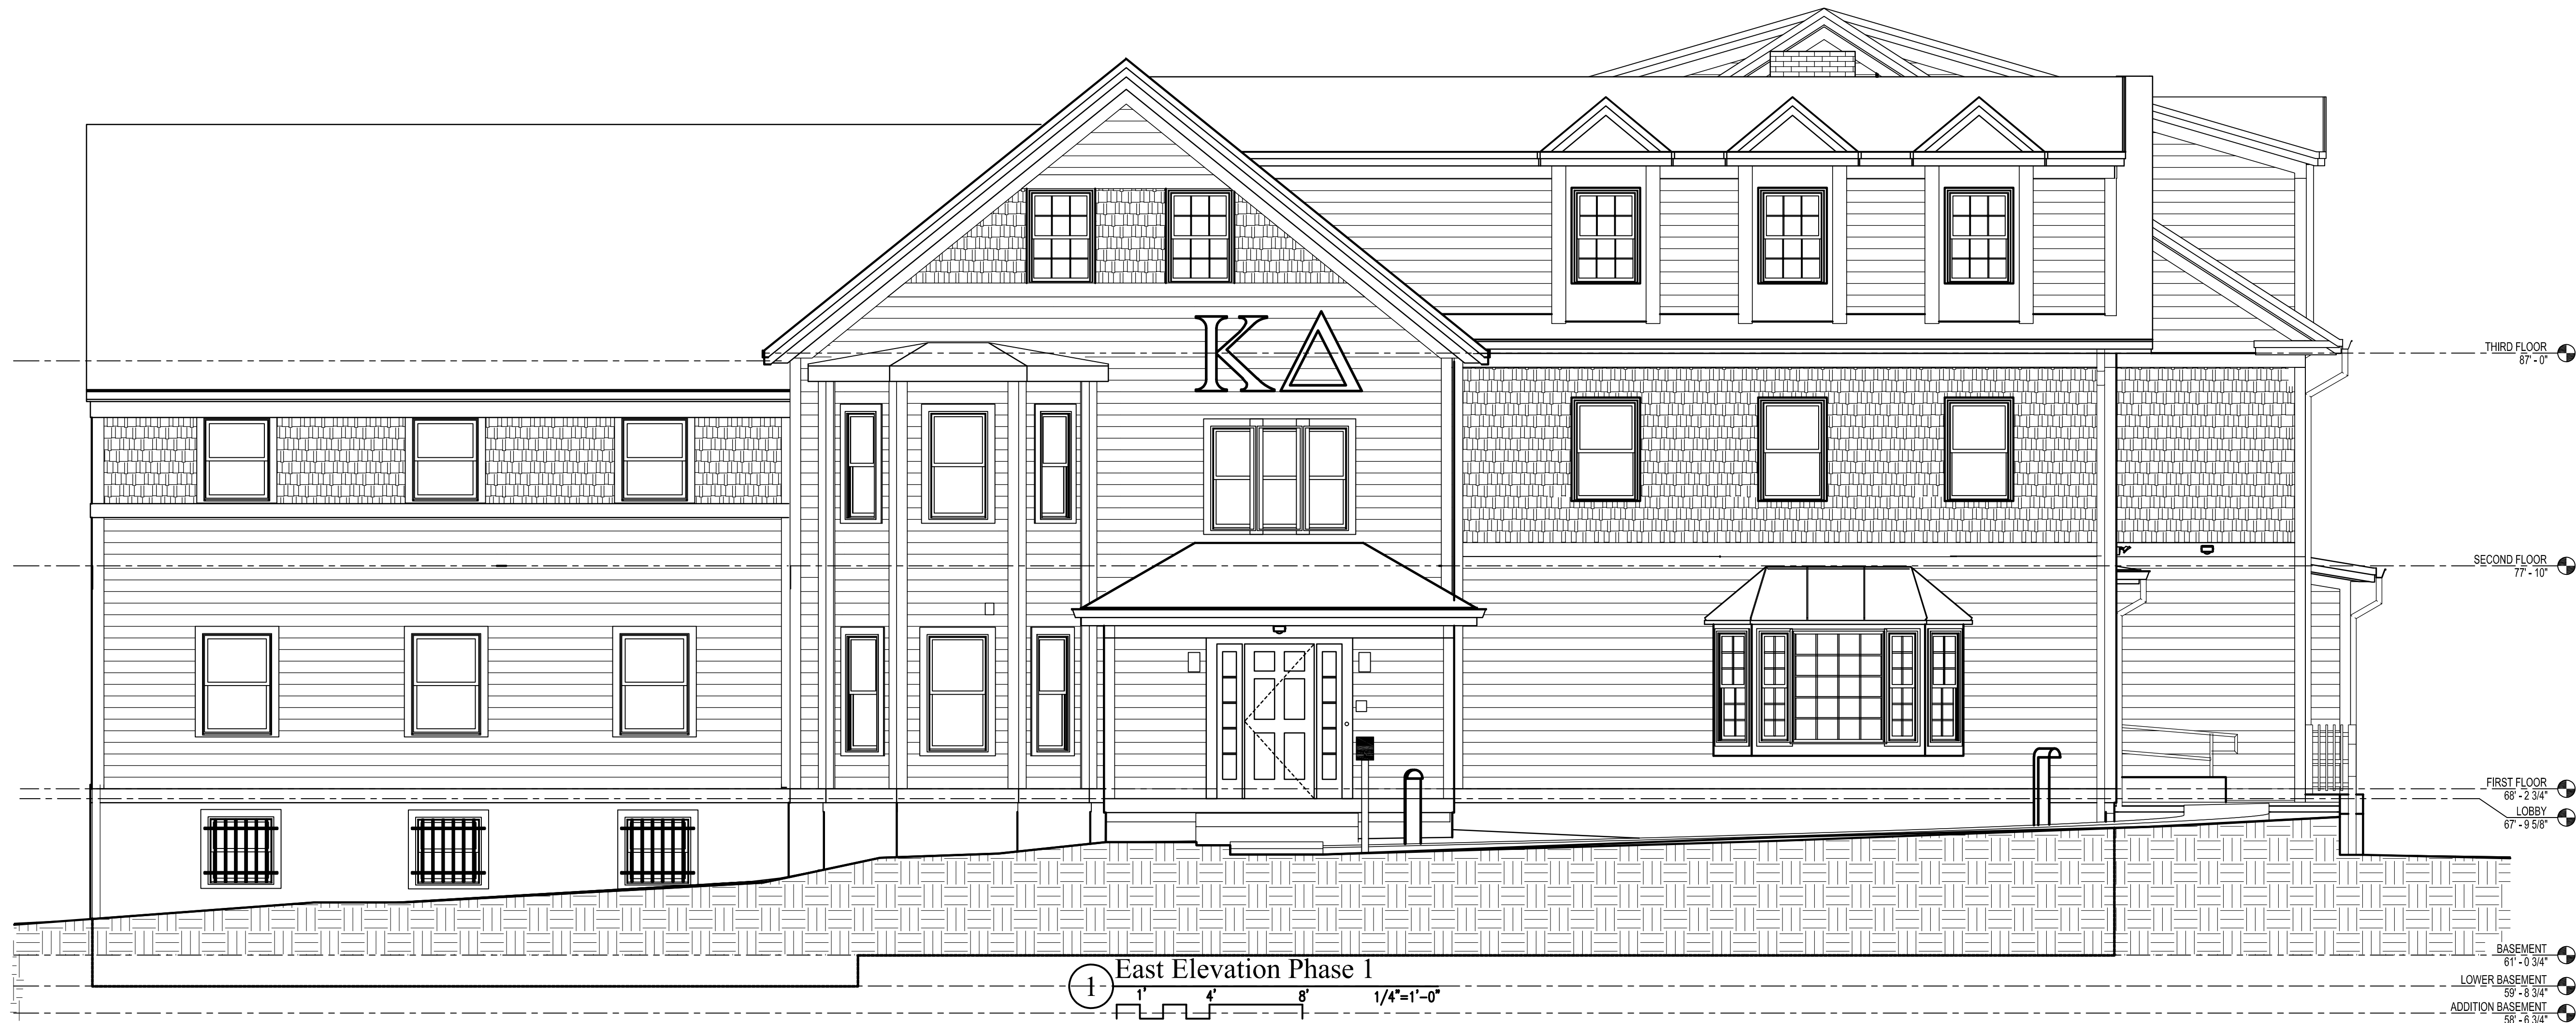 ΚΔ
THIRD FLOOR
87' - 0"
SECOND FLOOR
77' - 10"
FIRST FLOOR
68' - 2 3/4"
LOBBY
67' - 9 5/8"
BASEMENT
61' - 0 3/4"
LOWER BASEMENT
59' - 8 3/4"
ADDITION BASEMENT
58' - 6 3/4"
1 East Elevation Phase 1
1' 4' 8' 1/4"=1'-0"